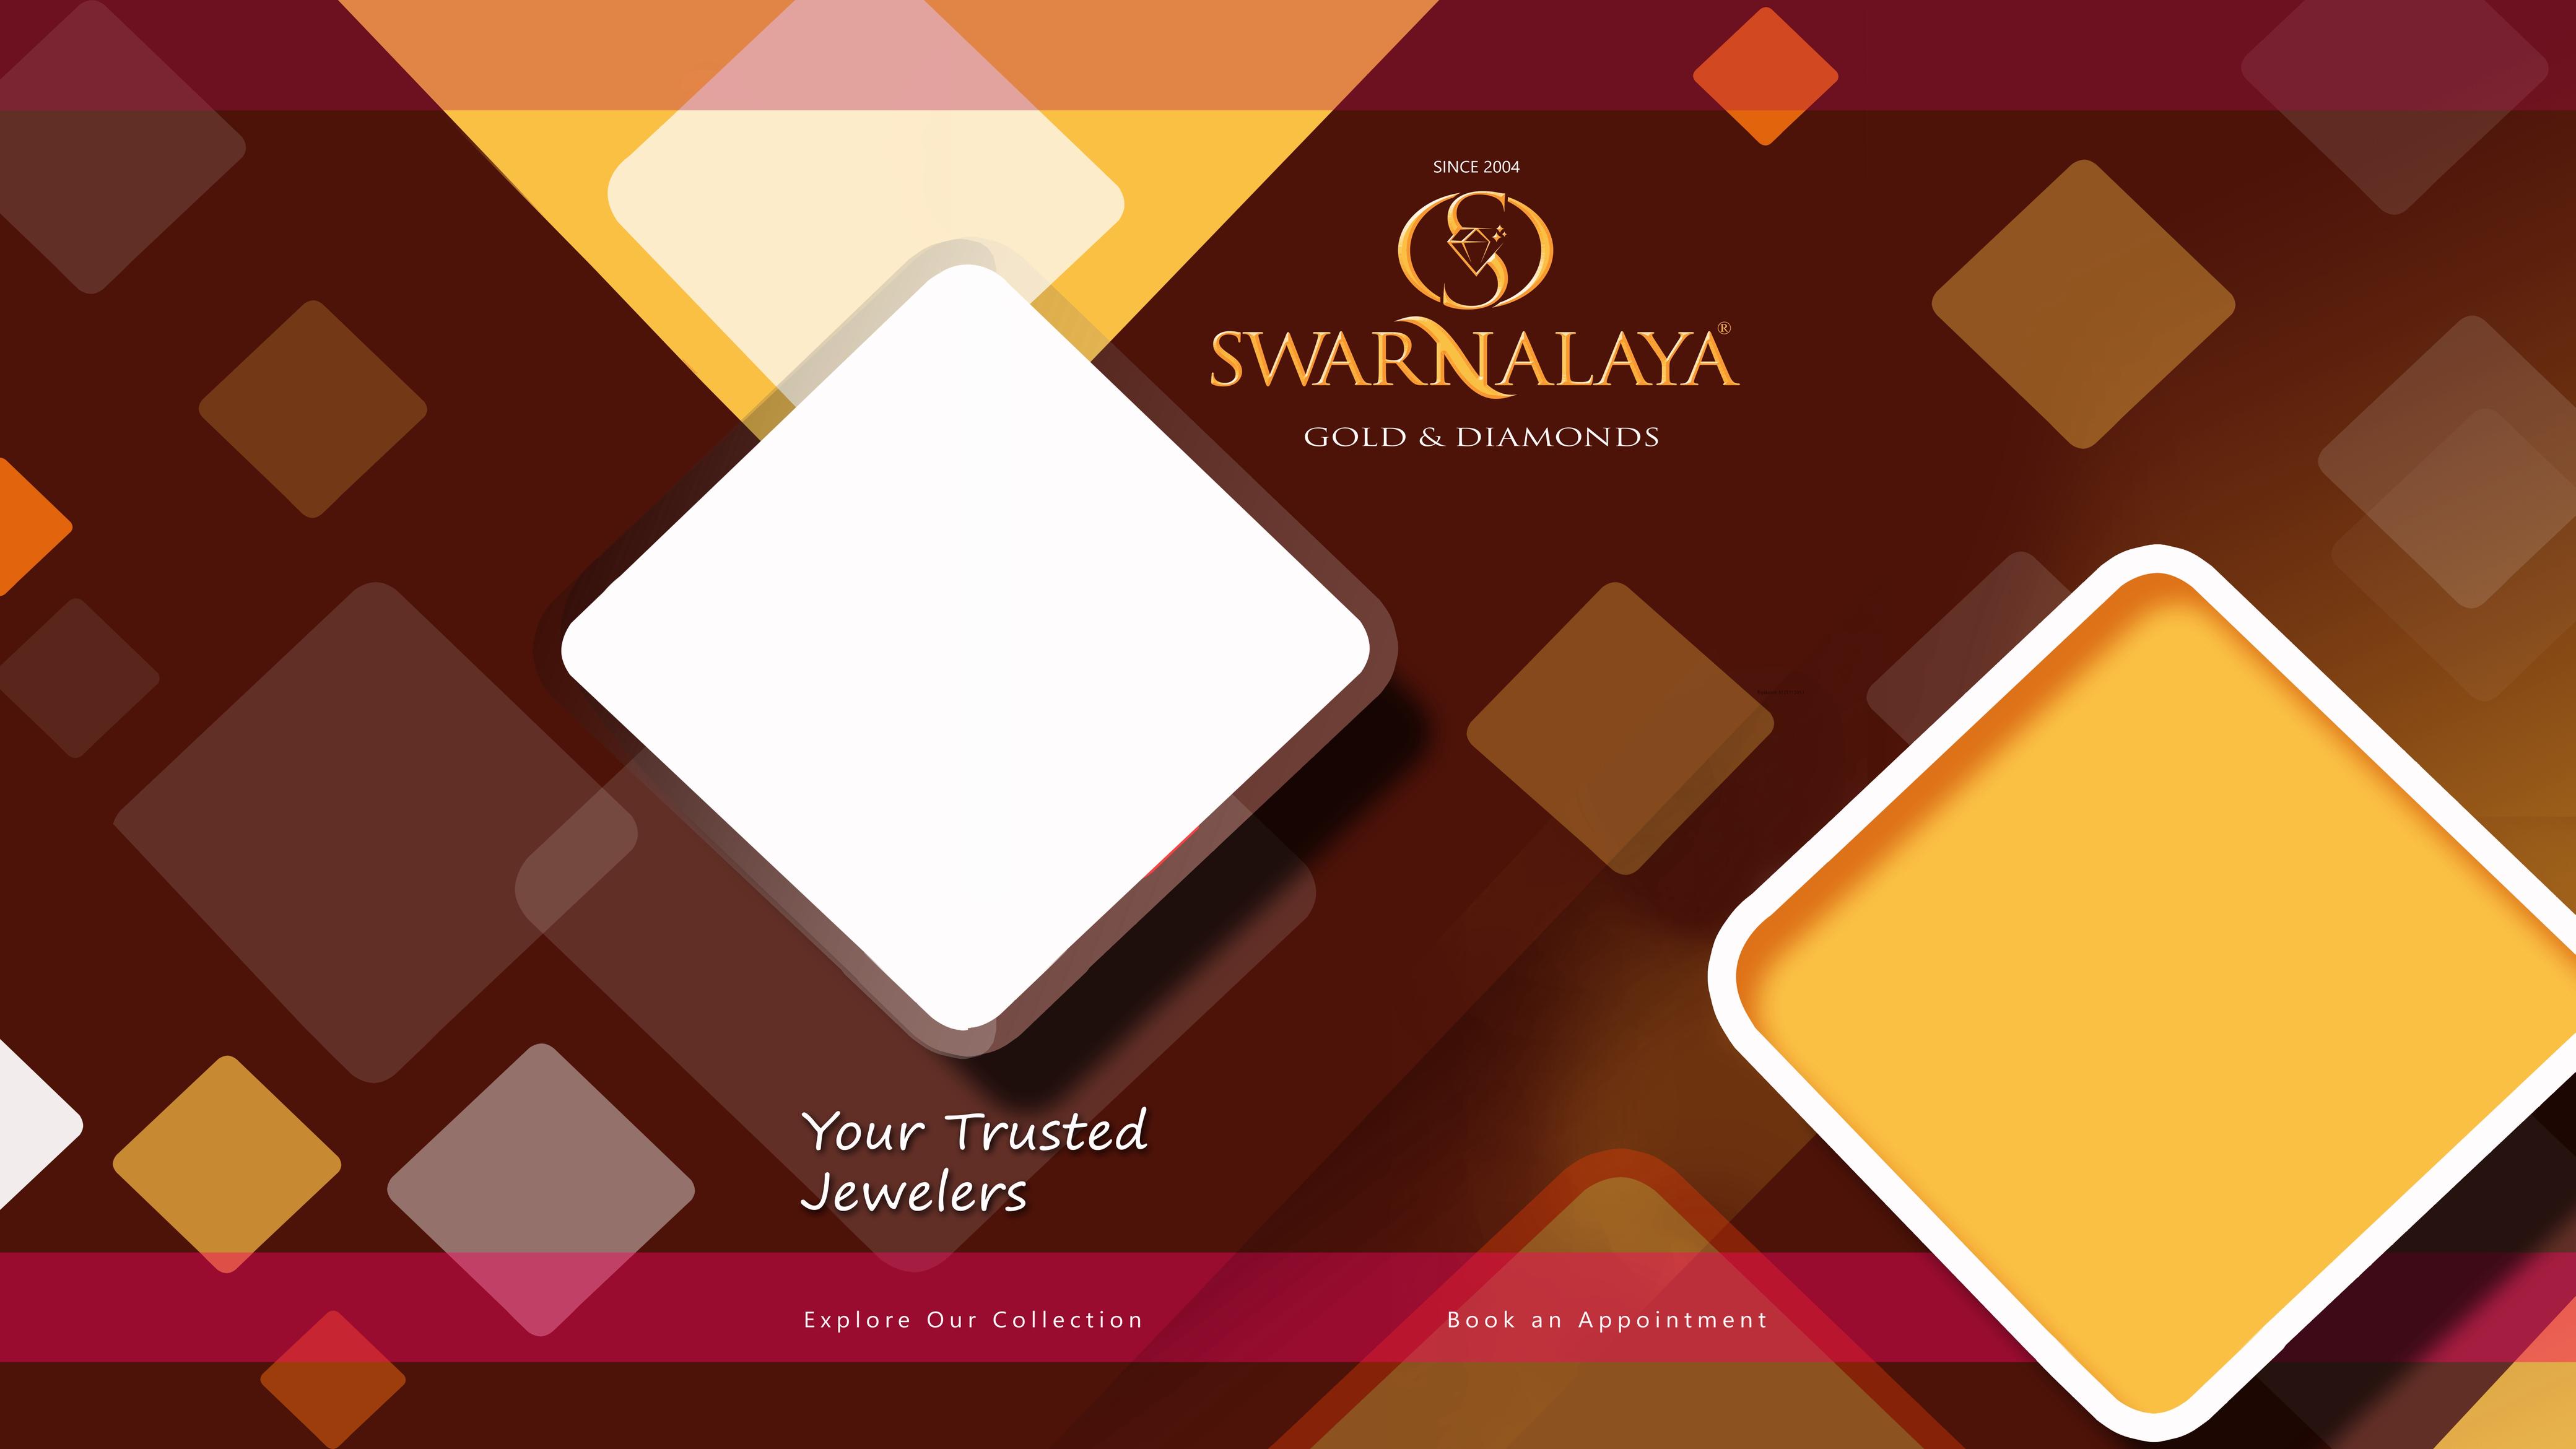 SINCE 2004
SWARNALAYA®
GOLD & DIAMONDS
Your Trusted
Jewelers
Explore Our Collection
Book an Appointment